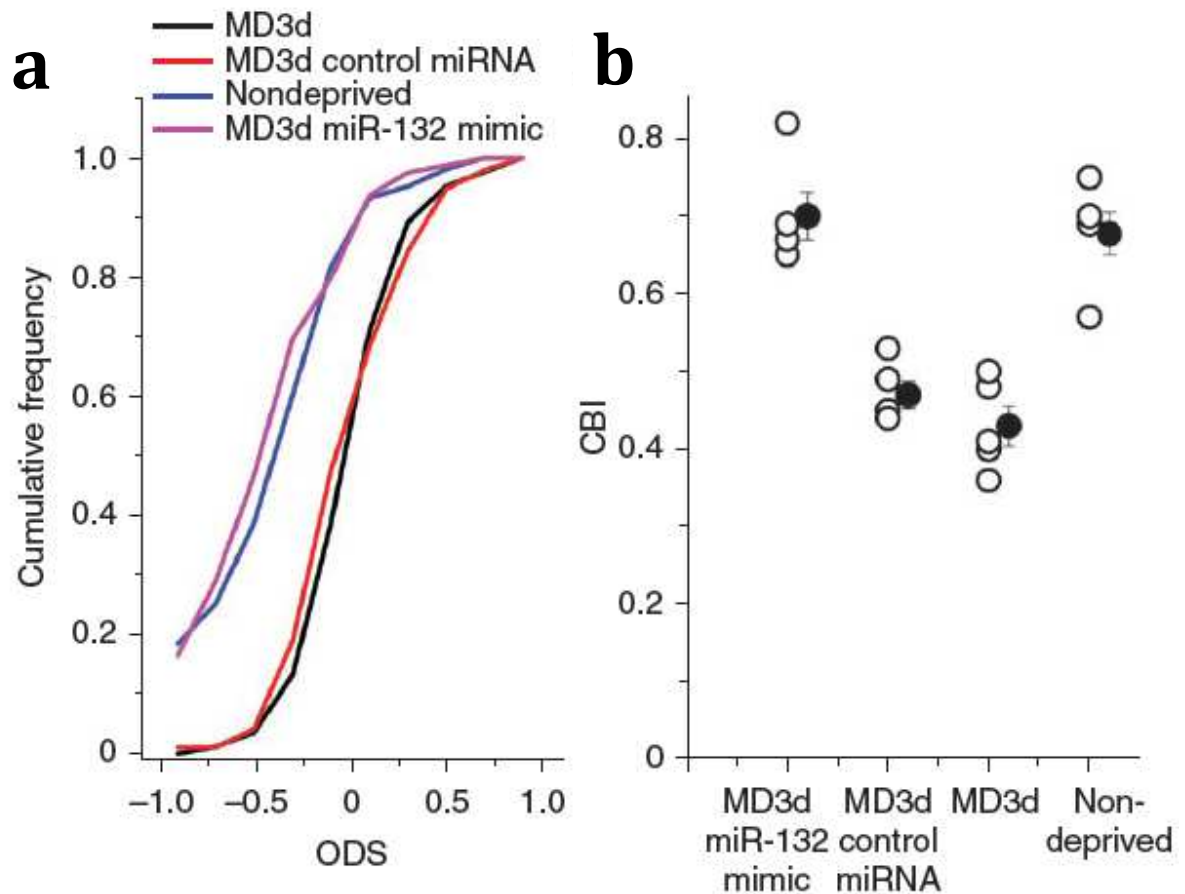 a
MD3d
MD3d control miRNA
Nondeprived
MD3d miR-132 mimic
1.0
0.8
0.6
0.4
0.2
0
Cumulative frequency
−1.0 −0.5 0 0.5 1.0
ODS
b
0.8
0.6
0.4
0.2
0
CBI
MD3d MD3d MD3d Non-
miR-132 control deprived
mimic miRNA